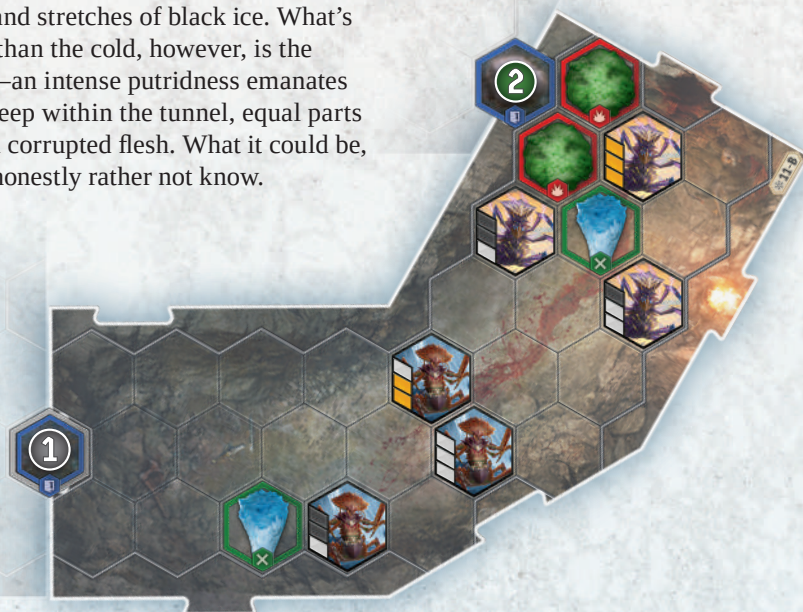 and stretches of black ice. What’s
than the cold, however, is the
–an intense putridness emanates
eep within the tunnel, equal parts
corrupted flesh. What it could be,
honestly rather not know.
2
11-B
1